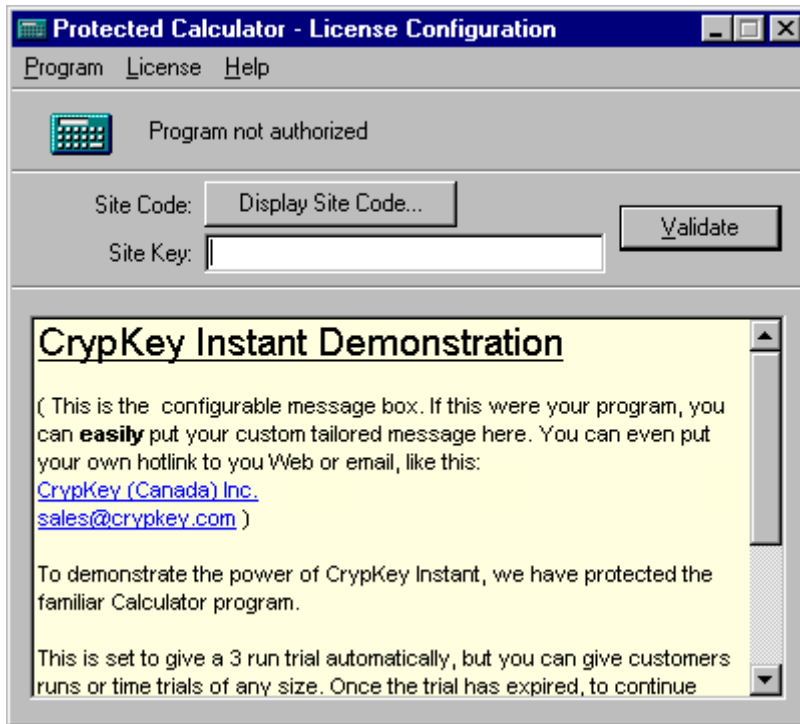 Protected Calculator - License Configuration
Program License Help
Program not authorized
Site Code: Display Site Code...
Validate
Site Key:
CrypKey Instant Demonstration
( This is the configurable message box. If this were your program, you
can easily put your custom tailored message here. You can even put
your own hotlink to you Web or email, like this:
CrypKey (Canada) Inc.
sales@crypkey.com )
To demonstrate the power of CrypKey Instant, we have protected the
familiar Calculator program.
This is set to give a 3 run trial automatically, but you can give customers
runs or time trials of any size. Once the trial has expired, to continue